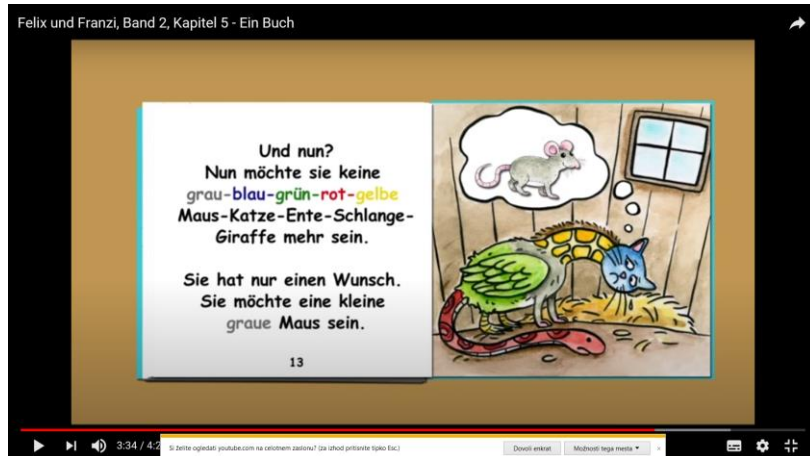 Felix und Franzi, Band 2, Kapitel 5 - Ein Buch
Und nun?
Nun möchte sie keine
grau-blau-grün-rot-gelbe
Maus-Katze-Ente-Schlange-
Giraffe mehr sein.
Sie hat nur einen Wunsch.
Sie möchte eine kleine
graue Maus sein.
13
3:34 / 4:2
Si želite ogledati youtube.com na celotnem zaslonu? (za izhod pritisnite tipko Esc.)
Dovoli enkrat
Možnosti tega mesta